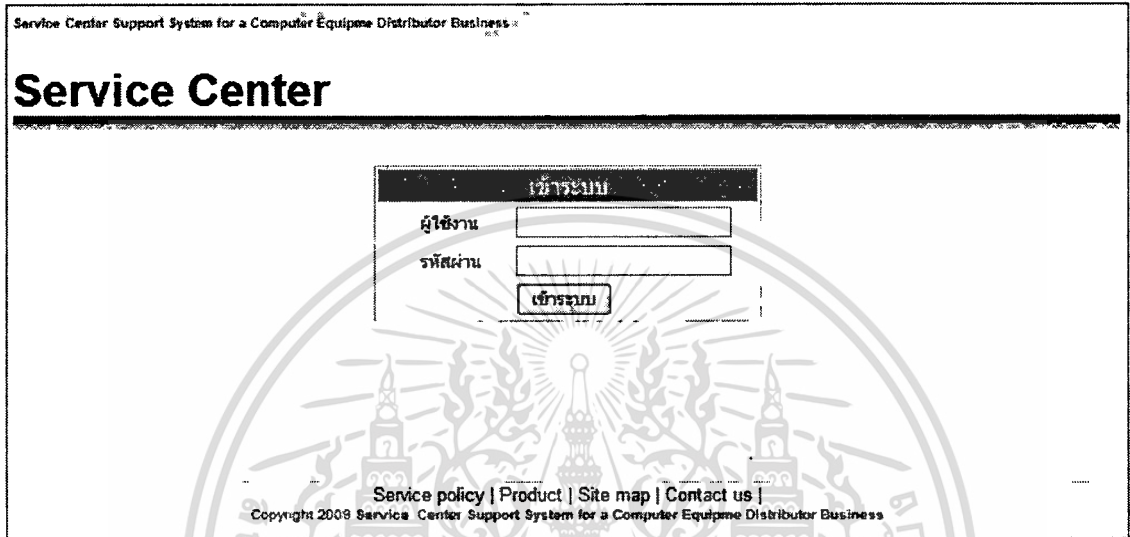 Service Center Support System for a Computer Equipme Distributor Business
Service Center
เข้าระบบ
ผู้ใช้งาน
รหัสผ่าน
เข้าระบบ
Service policy | Product | Site map | Contact us |
Copyright 2008 Service Center Support System for a Computer Equipme Distributor Business